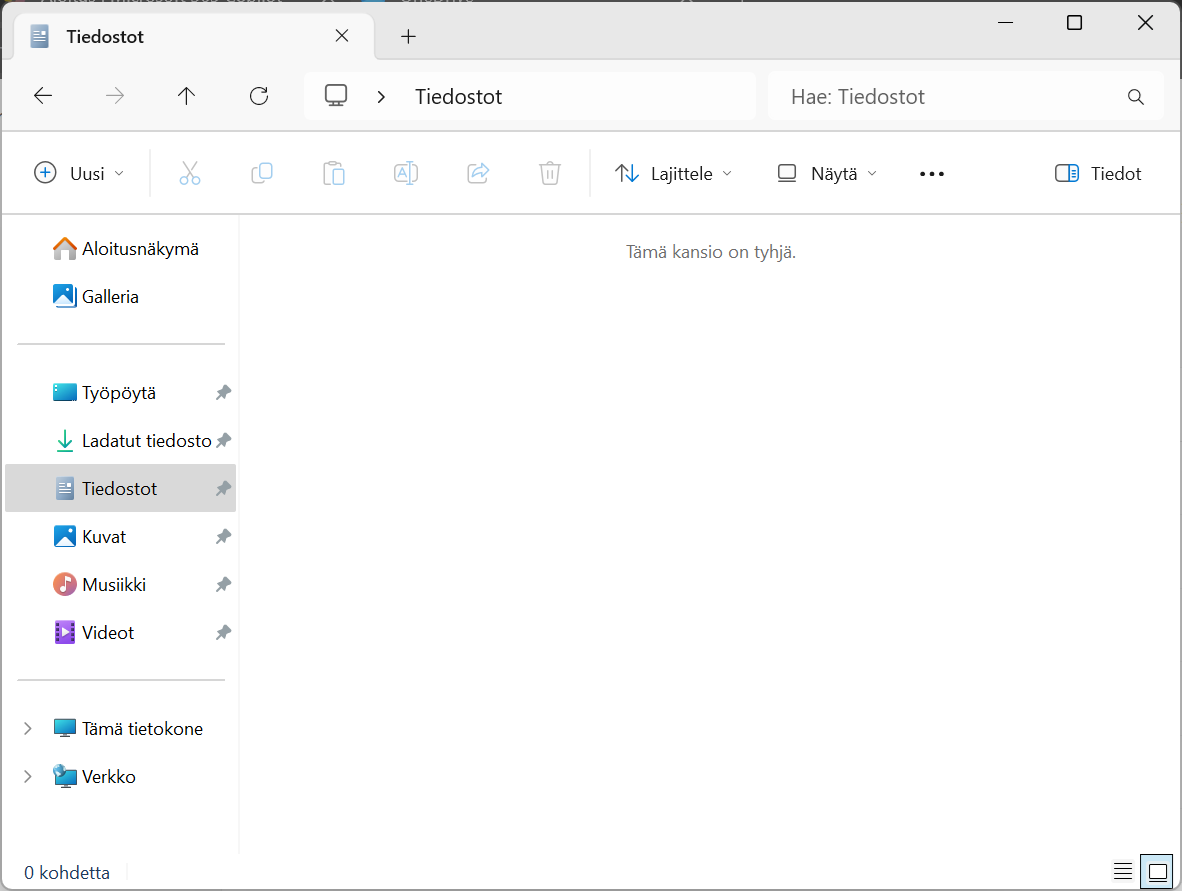 Tiedostot
Tiedostot
Hae: Tiedostot
Uusi
Lajittele
Näytä
Tiedot
Aloitusnäkymä
Galleria
Työpöytä
Ladatut tiedosto
Tiedostot
Kuvat
Musiikki
Videot
Tämä tietokone
Verkko
Tämä kansio on tyhjä.
0 kohdetta